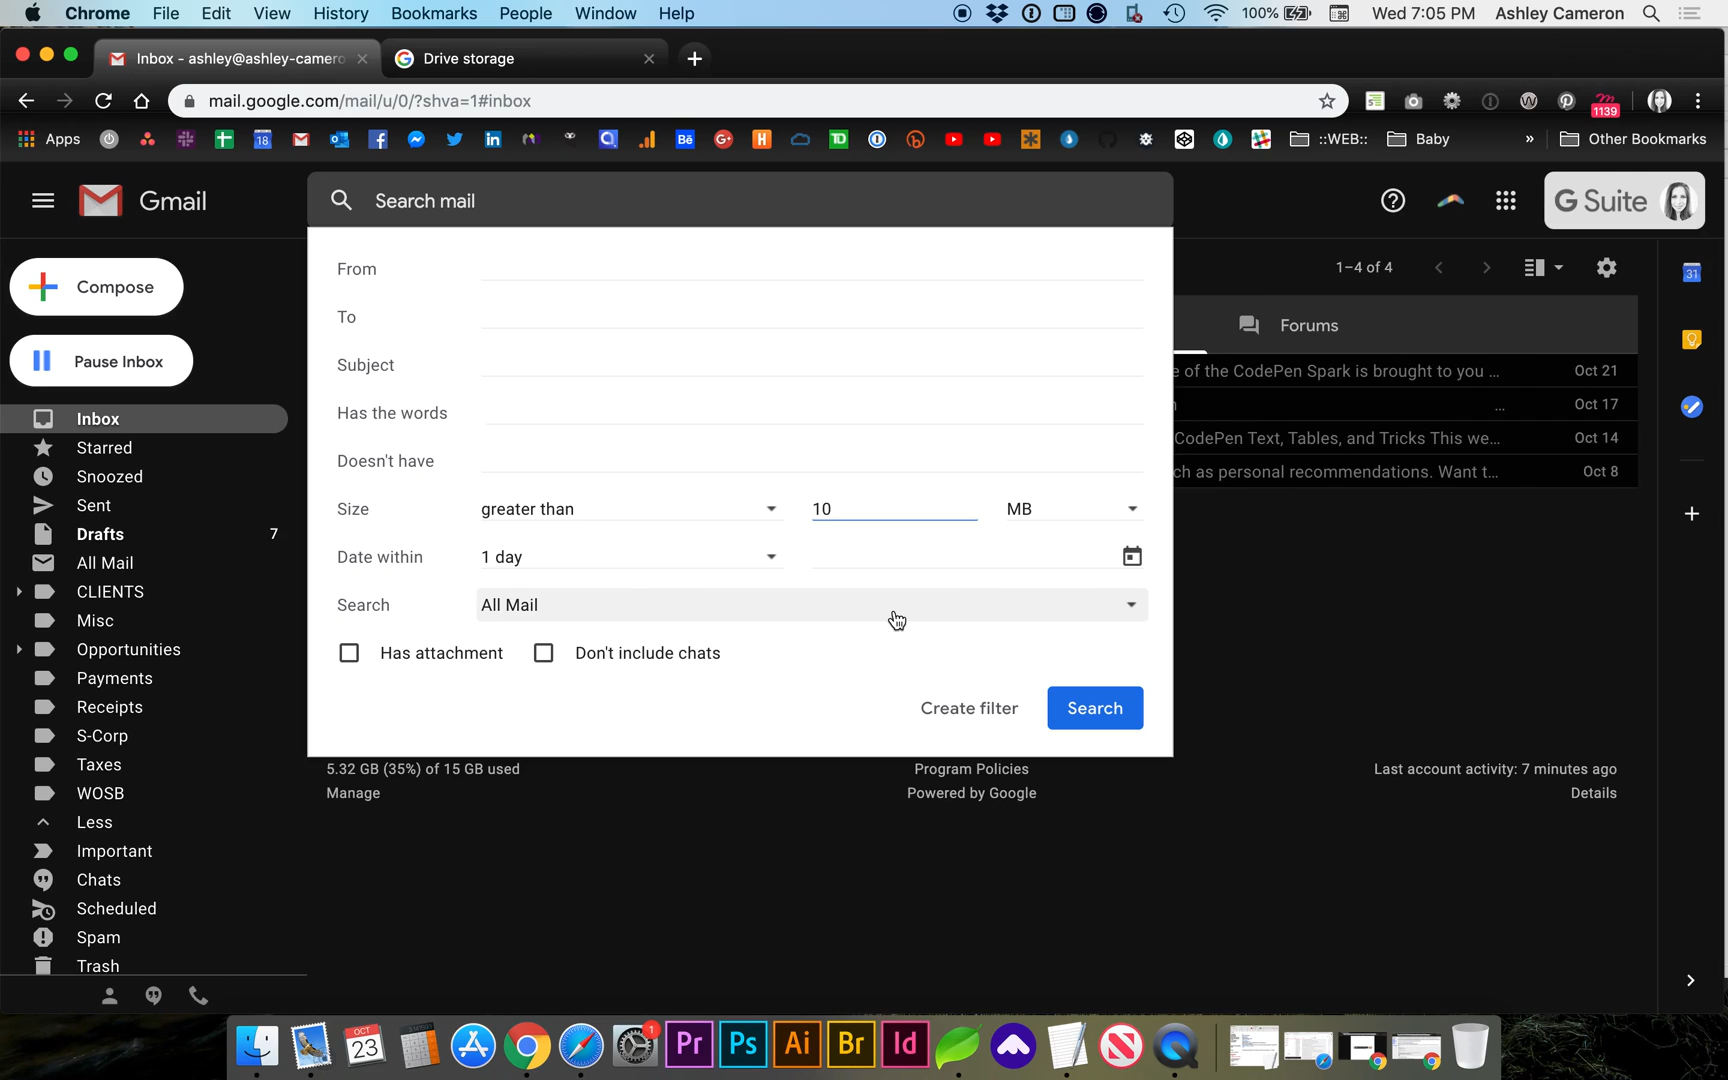 Chrome File Edit View History Bookmarks People Window Help 100% Wed 7:05 PM Ashley Cameron
Inbox - ashley@ashley-camero Drive storage
mail.google.com/mail/u/0/?shva=1#inbox 1139
Apps ::WEB:: Baby » Other Bookmarks
Gmail Search mail G Suite
From
To
Subject
Has the words
Doesn't have
Size greater than 10 MB
Date within 1 day
Search All Mail
Has attachment Don't include chats
Create filter Search
1–4 of 4
Forums
e of the CodePen Spark is brought to you ... Oct 21
... Oct 17
CodePen Text, Tables, and Tricks This we... Oct 14
ch as personal recommendations. Want t... Oct 8
Compose
Pause Inbox
Inbox
Starred
Snoozed
Sent
Drafts 7
All Mail
CLIENTS
Misc
Opportunities
Payments
Receipts
S-Corp
Taxes
WOSB
Less
Important
Chats
Scheduled
Spam
Trash
5.32 GB (35%) of 15 GB used
Manage
Program Policies
Powered by Google
Last account activity: 7 minutes ago
Details
31
OCT
23
1
Pr Ps Ai Br Id